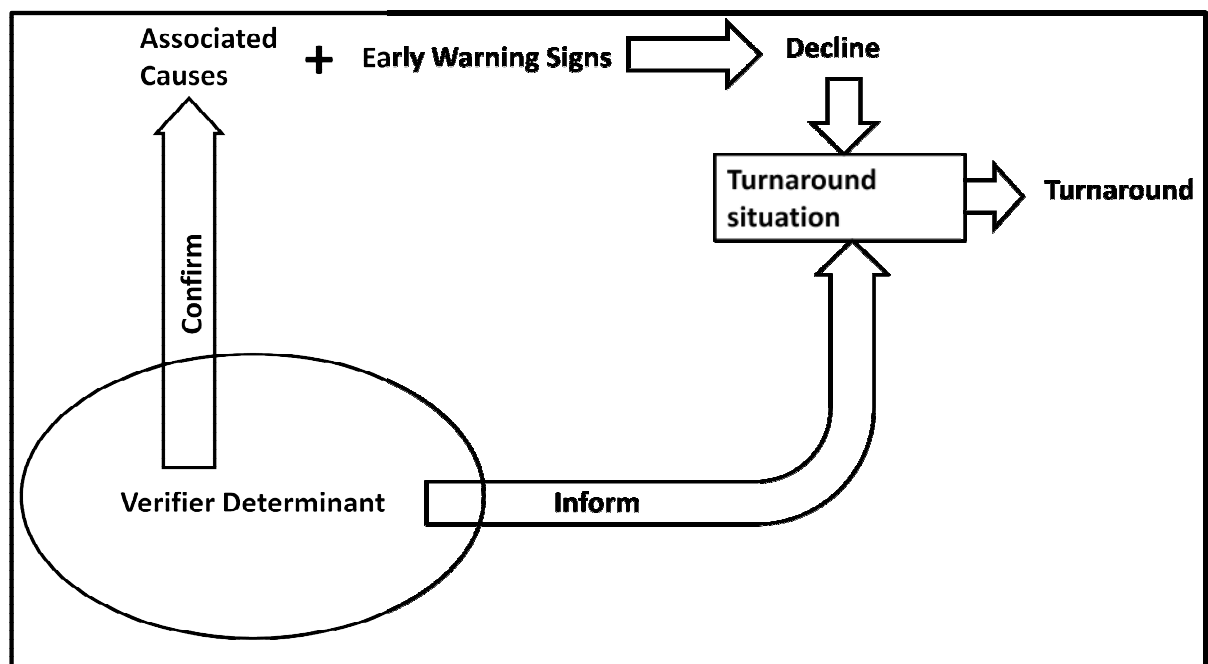 Associated
Causes
+
Early Warning Signs
Decline
Turnaround
situation
Turnaround
Confirm
Verifier Determinant
Inform